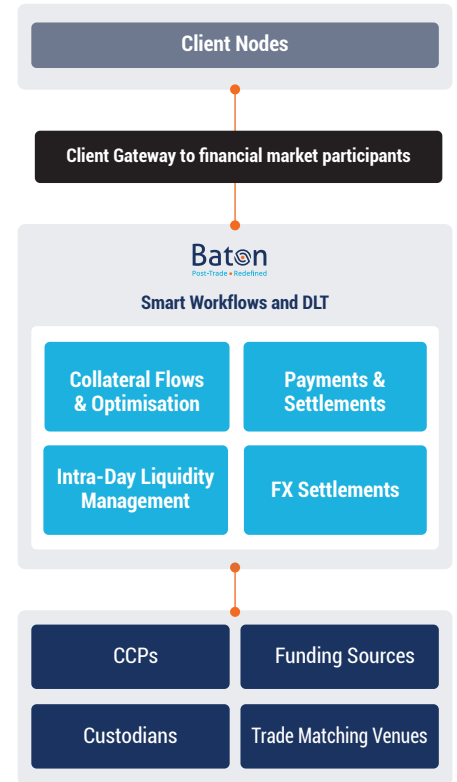 Client Nodes
Client Gateway to financial market participants
Baton
Post-Trade • Redefined
Smart Workflows and DLT
Collateral Flows
& Optimisation
Payments &
Settlements
Intra-Day Liquidity
Management
FX Settlements
CCPs
Funding Sources
Custodians
Trade Matching Venues